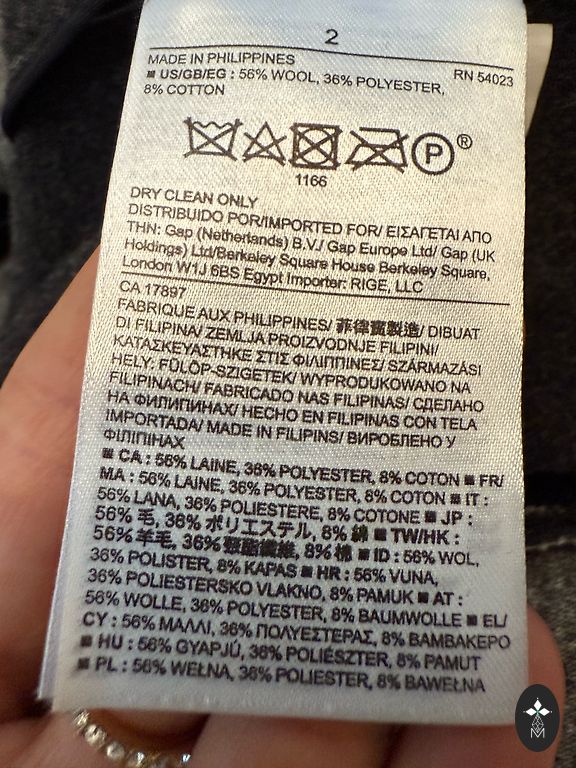 2
MADE IN PHILIPPINES
RN 54023
■ US/GB/EG : 56% WOOL, 36% POLYESTER,
8% COTTON
P ®
1166
DRY CLEAN ONLY
DISTRIBUIDO POR/IMPORTED FOR/ ΕΙΣΑΓΕΤΑΙ ΑΠΟ
ΤΗΝ: Gap (Netherlands) B.V./ Gap Europe Ltd/ Gap (UK
Holdings) Ltd/Berkeley Square House Berkeley Square,
London W1J 6BS Egypt Importer: RIGE, LLC
CA 17897
FABRIQUE AUX PHILIPPINES/ 菲律賓製造/ DIBUAT
DI FILIPINA/ ZEMLJA PROIZVODNJE FILIPINI/
ΚΑΤΑΣΚΕΥΑΣΤΗΚΕ ΣΤΙΣ ΦΙΛΙΠΠΙΝΕΣ/ SZÁRMAZÁSI
HELY: FÜLÖP-SZIGETEK/ WYPRODUKOWANO NA
FILIPINACH/ FABRICADO NAS FILIPINAS/ СДЕЛАНО
НА ФИЛИПИНАХ/ HECHO EN FILIPINAS CON TELA
IMPORTADA/ MADE IN FILIPINS/ ВИРОБЛЕНО У
ФІЛІПІНАХ
■ CA : 56% LAINE, 36% POLYESTER, 8% COTON ■ FR/
MA : 56% LAINE, 36% POLYESTER, 8% COTON ■ IT :
56% LANA, 36% POLIESTERE, 8% COTONE ■ JP :
56% 毛, 36% ポリエステル, 8% 綿 ■ TW/HK :
56% 羊毛, 36% 聚酯纖維, 8% 棉 ■ ID : 56% WOL,
36% POLISTER, 8% KAPAS ■ HR : 56% VUNA,
36% POLIESTERSKO VLAKNO, 8% PAMUK ■ AT :
56% WOLLE, 36% POLYESTER, 8% BAUMWOLLE ■ EL/
CY : 56% ΜΑΛΛΙ, 36% ΠΟΛΥΕΣΤΕΡΑΣ, 8% ΒΑΜΒΑΚΕΡΟ
■ HU : 56% GYAPJÚ, 36% POLIÉSZTER, 8% PAMUT
■ PL : 56% WEŁNA, 36% POLIESTER, 8% BAWEŁNA
M